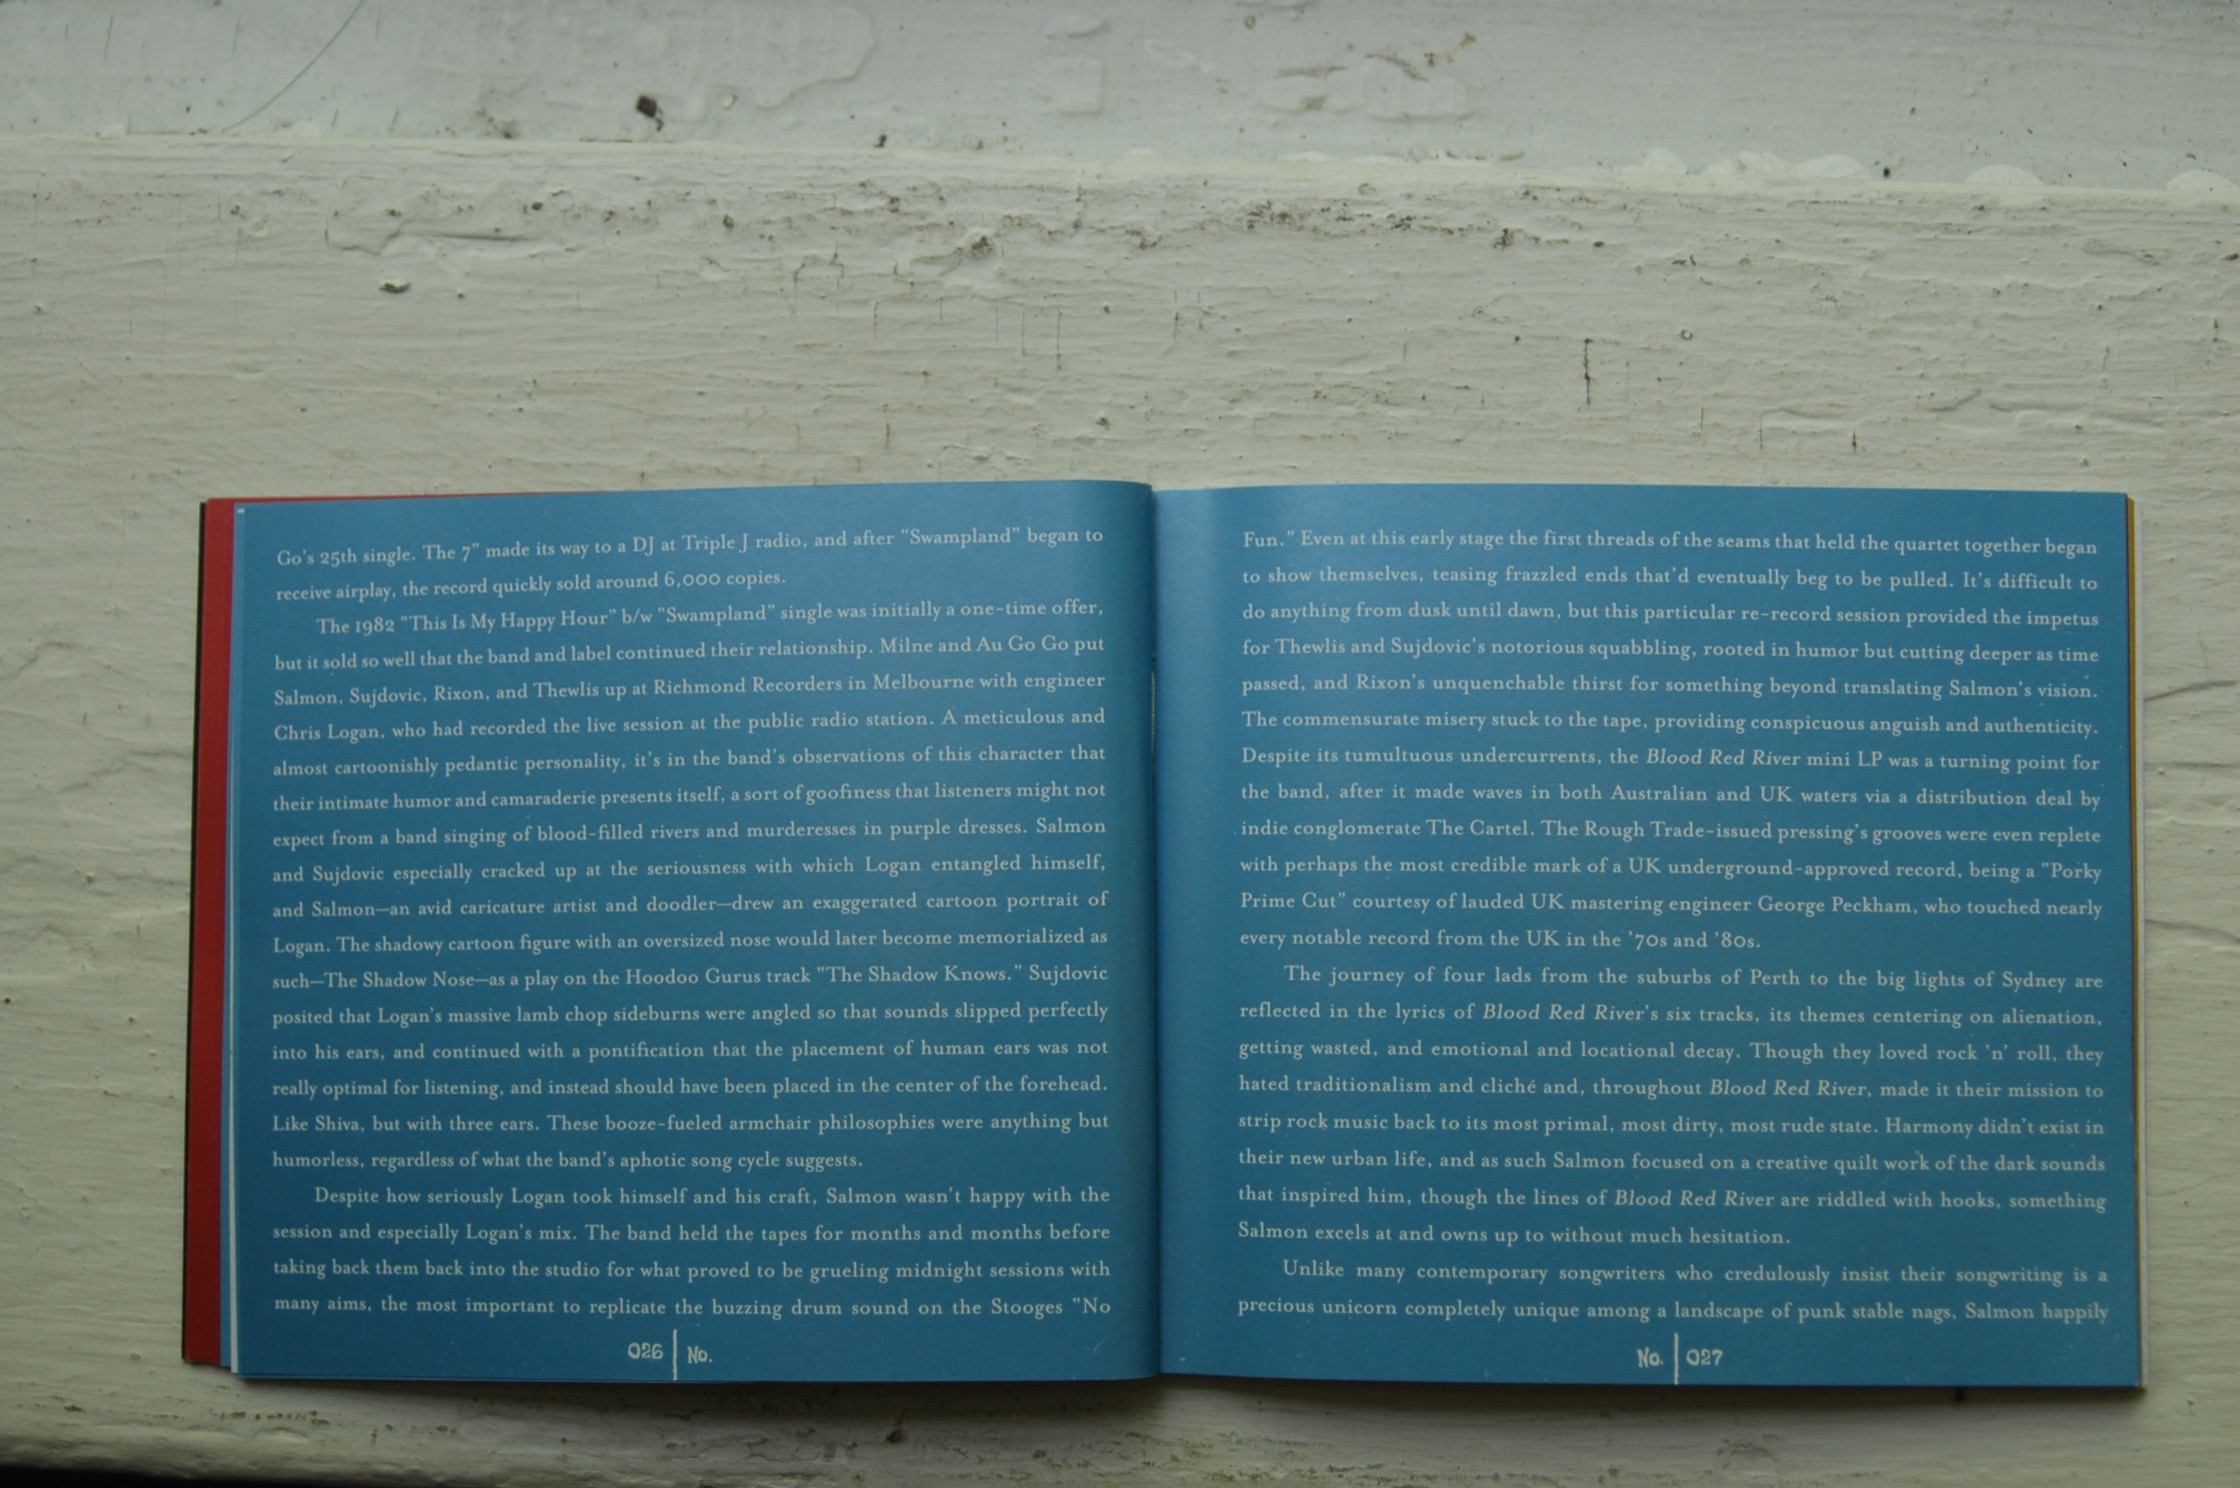 Go's 25th single. The 7" made its way to a DJ at Triple J radio, and after "Swampland" began to
receive airplay, the record quickly sold around 6,000 copies.
The 1982 "This Is My Happy Hour" b/w "Swampland" single was initially a one-time offer,
but it sold so well that the band and label continued their relationship. Milne and Au Go Go put
Salmon, Sujdovic, Rixon, and Thewlis up at Richmond Recorders in Melbourne with engineer
Chris Logan, who had recorded the live session at the public radio station. A meticulous and
almost cartoonishly pedantic personality, it's in the band's observations of this character that
their intimate humor and camaraderie presents itself, a sort of goofiness that listeners might not
expect from a band singing of blood-filled rivers and murderesses in purple dresses. Salmon
and Sujdovic especially cracked up at the seriousness with which Logan entangled himself,
and Salmon—an avid caricature artist and doodler—drew an exaggerated cartoon portrait of
Logan. The shadowy cartoon figure with an oversized nose would later become memorialized as
such—The Shadow Nose—as a play on the Hoodoo Gurus track "The Shadow Knows." Sujdovic
posited that Logan's massive lamb chop sideburns were angled so that sounds slipped perfectly
into his ears, and continued with a pontification that the placement of human ears was not
really optimal for listening, and instead should have been placed in the center of the forehead.
Like Shiva, but with three ears. These booze-fueled armchair philosophies were anything but
humorless, regardless of what the band's aphotic song cycle suggests.
Despite how seriously Logan took himself and his craft, Salmon wasn't happy with the
session and especially Logan's mix. The band held the tapes for months and months before
taking back them back into the studio for what proved to be grueling midnight sessions with
many aims, the most important to replicate the buzzing drum sound on the Stooges "No
026 No.
Fun." Even at this early stage the first threads of the seams that held the quartet together began
to show themselves, teasing frazzled ends that'd eventually beg to be pulled. It's difficult to
do anything from dusk until dawn, but this particular re-record session provided the impetus
for Thewlis and Sujdovic's notorious squabbling, rooted in humor but cutting deeper as time
passed, and Rixon's unquenchable thirst for something beyond translating Salmon's vision.
The commensurate misery stuck to the tape, providing conspicuous anguish and authenticity.
Despite its tumultuous undercurrents, the Blood Red River mini LP was a turning point for
the band, after it made waves in both Australian and UK waters via a distribution deal by
indie conglomerate The Cartel. The Rough Trade-issued pressing's grooves were even replete
with perhaps the most credible mark of a UK underground-approved record, being a "Porky
Prime Cut" courtesy of lauded UK mastering engineer George Peckham, who touched nearly
every notable record from the UK in the '70s and '80s.
The journey of four lads from the suburbs of Perth to the big lights of Sydney are
reflected in the lyrics of Blood Red River's six tracks, its themes centering on alienation,
getting wasted, and emotional and locational decay. Though they loved rock 'n' roll, they
hated traditionalism and cliché and, throughout Blood Red River, made it their mission to
strip rock music back to its most primal, most dirty, most rude state. Harmony didn't exist in
their new urban life, and as such Salmon focused on a creative quilt work of the dark sounds
that inspired him, though the lines of Blood Red River are riddled with hooks, something
Salmon excels at and owns up to without much hesitation.
Unlike many contemporary songwriters who credulously insist their songwriting is a
precious unicorn completely unique among a landscape of punk stable nags, Salmon happily
No. 027